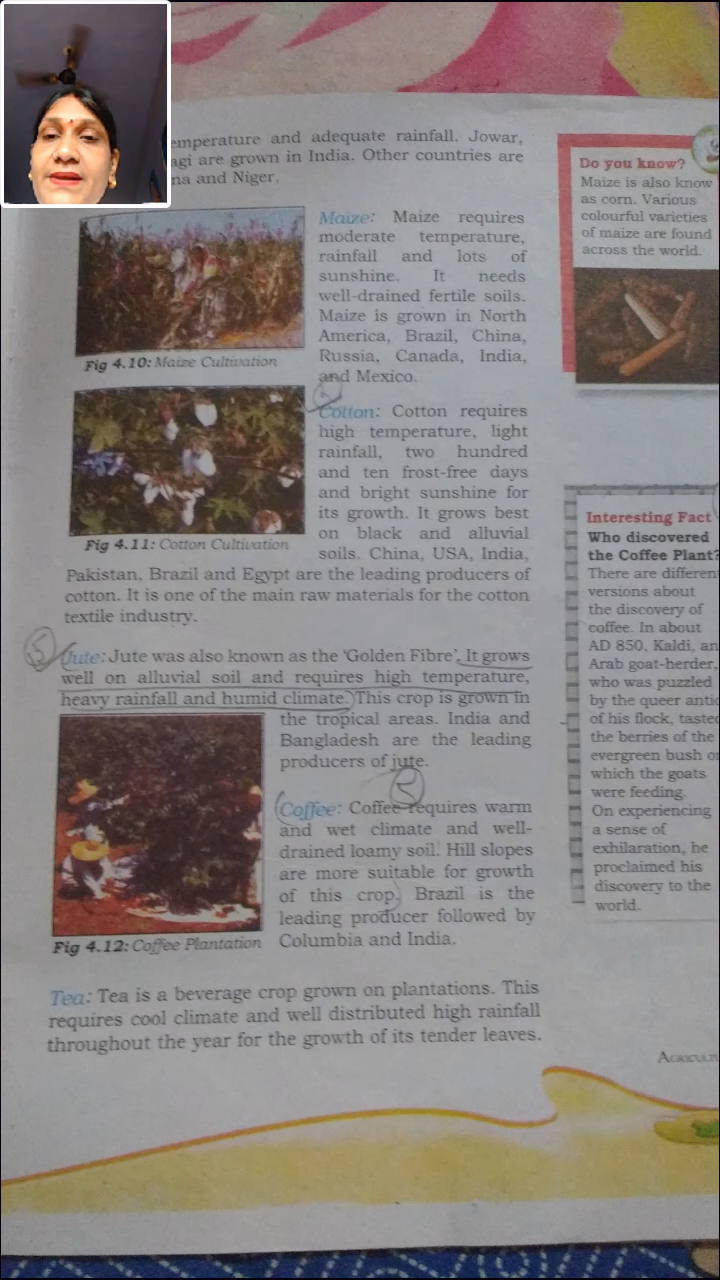 emperature and adequate rainfall. Jowar,
agi are grown in India. Other countries are
na and Niger.
Maize: Maize requires
moderate temperature,
rainfall and lots of
sunshine. It needs
well-drained fertile soils.
Maize is grown in North
America, Brazil, China,
Russia, Canada, India,
and Mexico.
Fig 4.10: Maize Cultivation
Cotton: Cotton requires
high temperature, light
rainfall, two hundred
and ten frost-free days
and bright sunshine for
its growth. It grows best
on black and alluvial
soils. China, USA, India,
Fig 4.11: Cotton Cultivation
Pakistan, Brazil and Egypt are the leading producers of
cotton. It is one of the main raw materials for the cotton
textile industry.
5
Jute: Jute was also known as the 'Golden Fibre'. It grows
well on alluvial soil and requires high temperature,
heavy rainfall and humid climate. This crop is grown in
the tropical areas. India and
Bangladesh are the leading
producers of jute.
Coffee: Coffee requires warm
and wet climate and well-
drained loamy soil. Hill slopes
are more suitable for growth
of this crop. Brazil is the
leading producer followed by
Columbia and India.
Fig 4.12: Coffee Plantation
Tea: Tea is a beverage crop grown on plantations. This
requires cool climate and well distributed high rainfall
throughout the year for the growth of its tender leaves.
Do you know?
Maize is also know
as corn. Various
colourful varieties
of maize are found
across the world.
Interesting Fact
Who discovered
the Coffee Plant?
There are differen
versions about
the discovery of
coffee. In about
AD 850, Kaldi, an
Arab goat-herder,
who was puzzled
by the queer antic
of his flock, taste
the berries of the
evergreen bush o
which the goats
were feeding.
On experiencing
a sense of
exhilaration, he
proclaimed his
discovery to the
world.